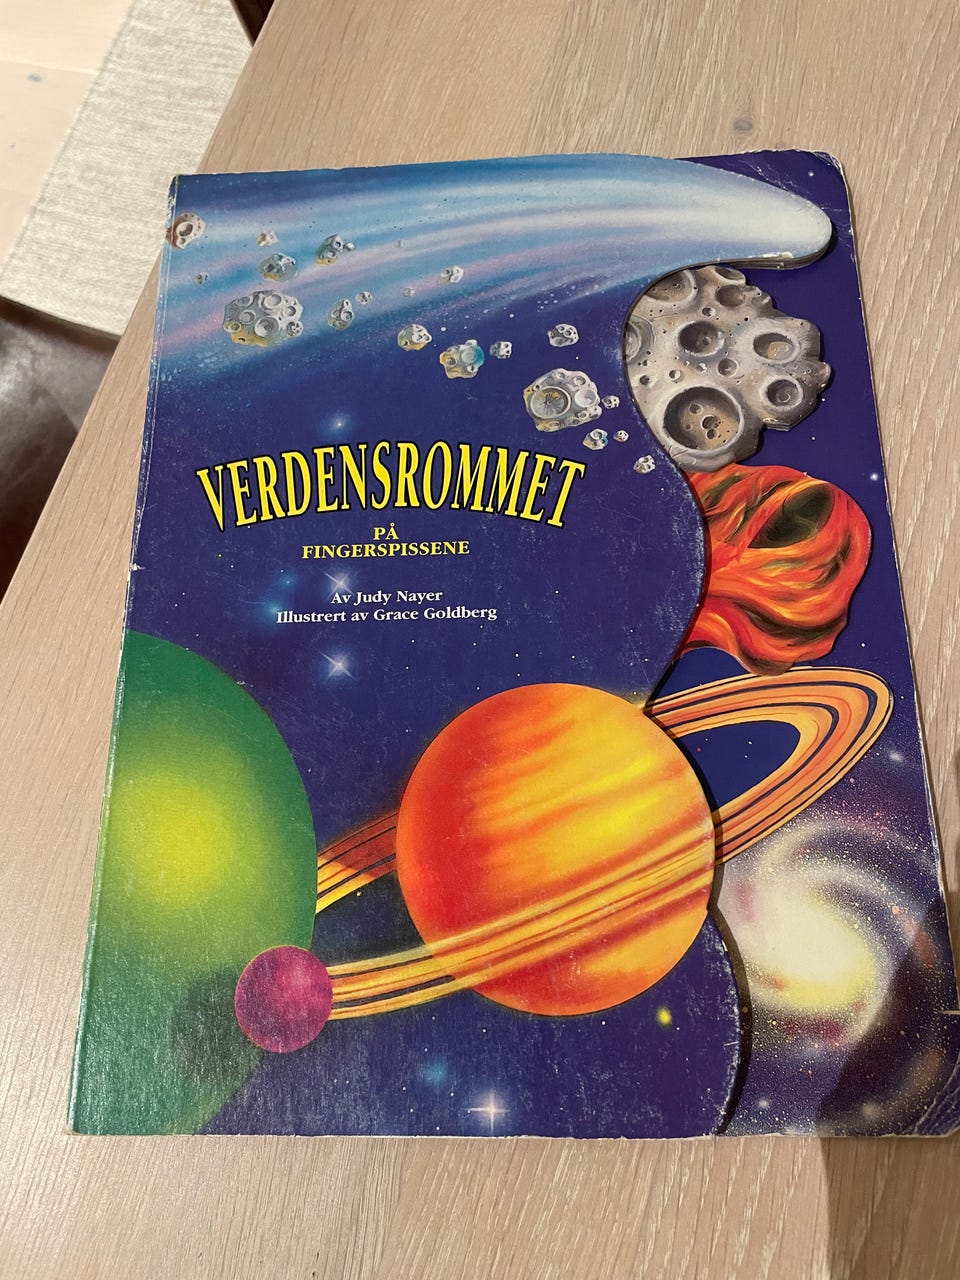 VERDENSROMMET
PÅ
FINGERSPISSENE
Av Judy Nayer
Illustrert av Grace Goldberg